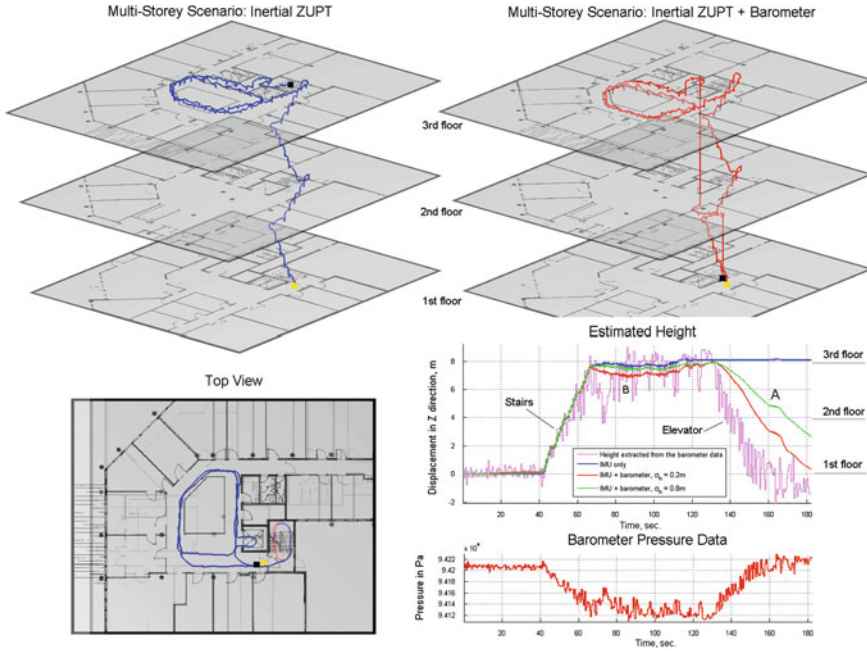 Multi-Storey Scenario: Inertial ZUPT
Multi-Storey Scenario: Inertial ZUPT + Barometer
3rd floor
2nd floor
1st floor
Top View
Estimated Height
Displacement in Z direction, m
8
6
4
2
0
-2
Stairs
B
A
Elevator
3rd floor
2nd floor
1st floor
Height extracted from the barometer data
IMU only
IMU + barometer, σh = 0.2m
IMU + barometer, σh = 0.8m
20 40 60 80 100 120 140 160 180
Time, sec.
Barometer Pressure Data
x 10⁴
Pressure in Pa
9.422
9.42
9.418
9.416
9.414
9.412
20 40 60 80 100 120 140 160 180
Time, sec.